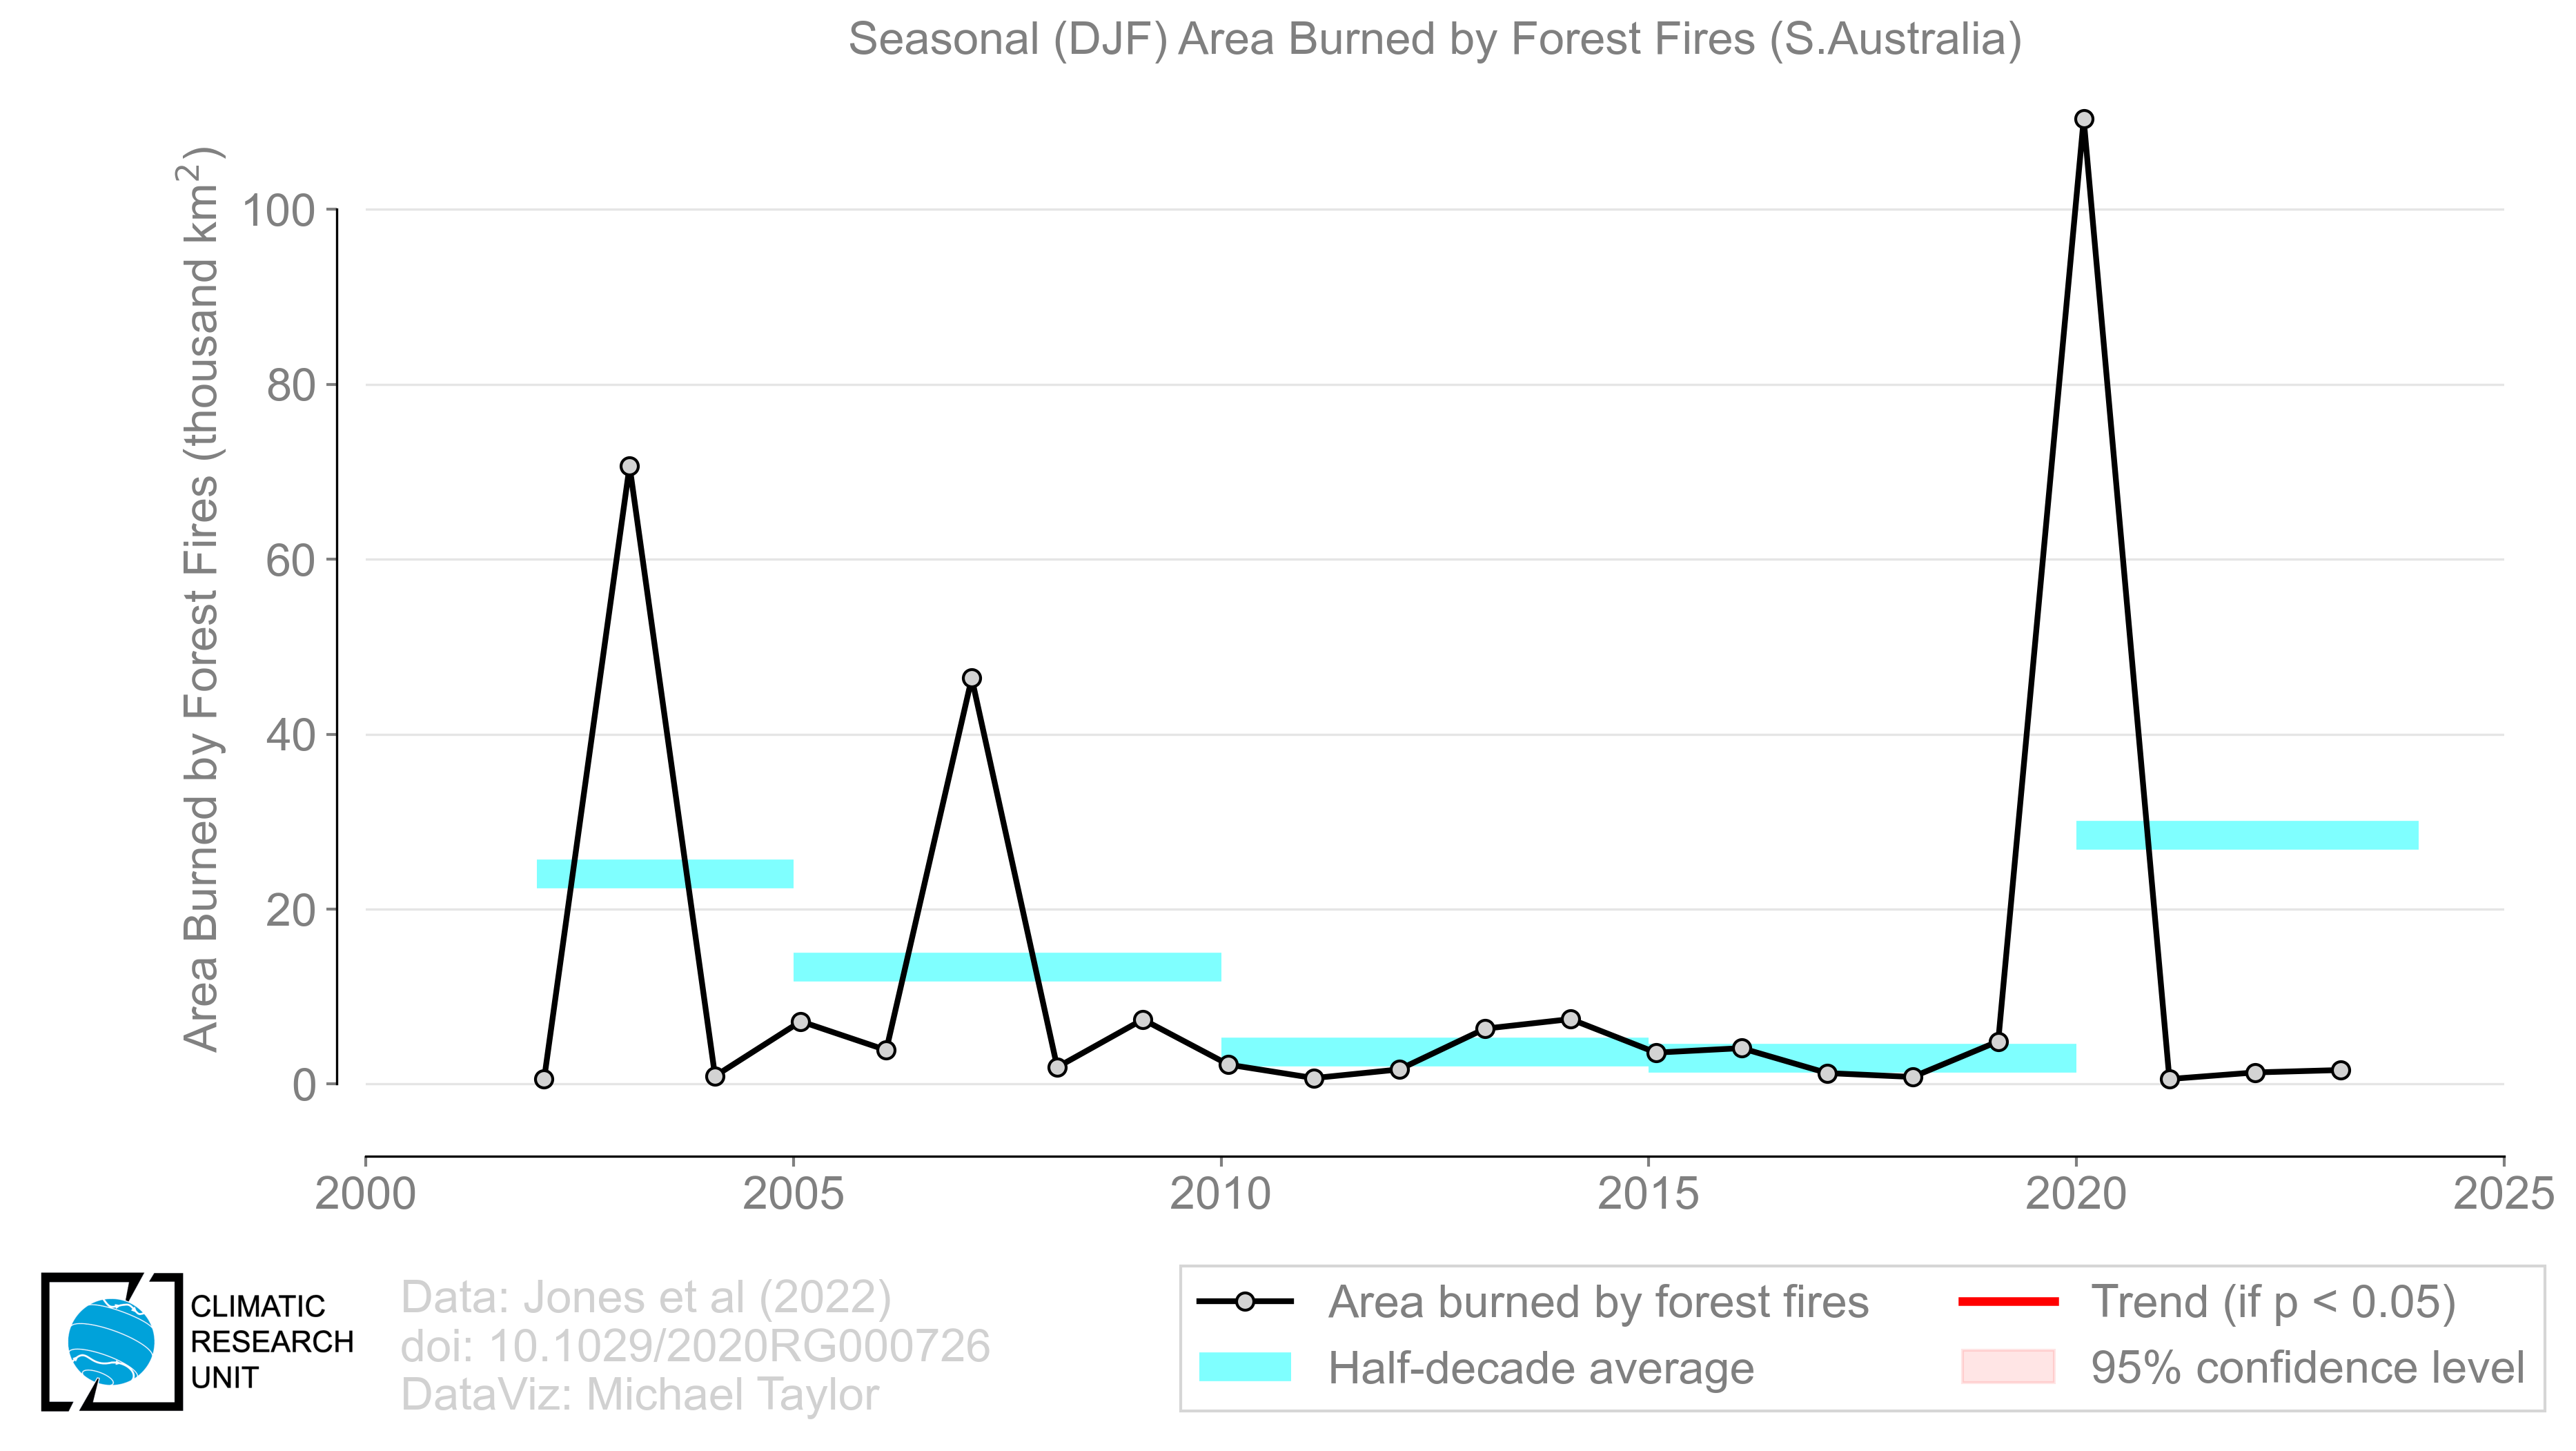 Seasonal (DJF) Area Burned by Forest Fires (S.Australia)
Area Burned by Forest Fires (thousand km²)
100
80
60
40
20
0
2000 2005 2010 2015 2020 2025
CLIMATIC
RESEARCH
UNIT
Data: Jones et al (2022)
doi: 10.1029/2020RG000726
DataViz: Michael Taylor
Area burned by forest fires
Half-decade average
Trend (if p < 0.05)
95% confidence level